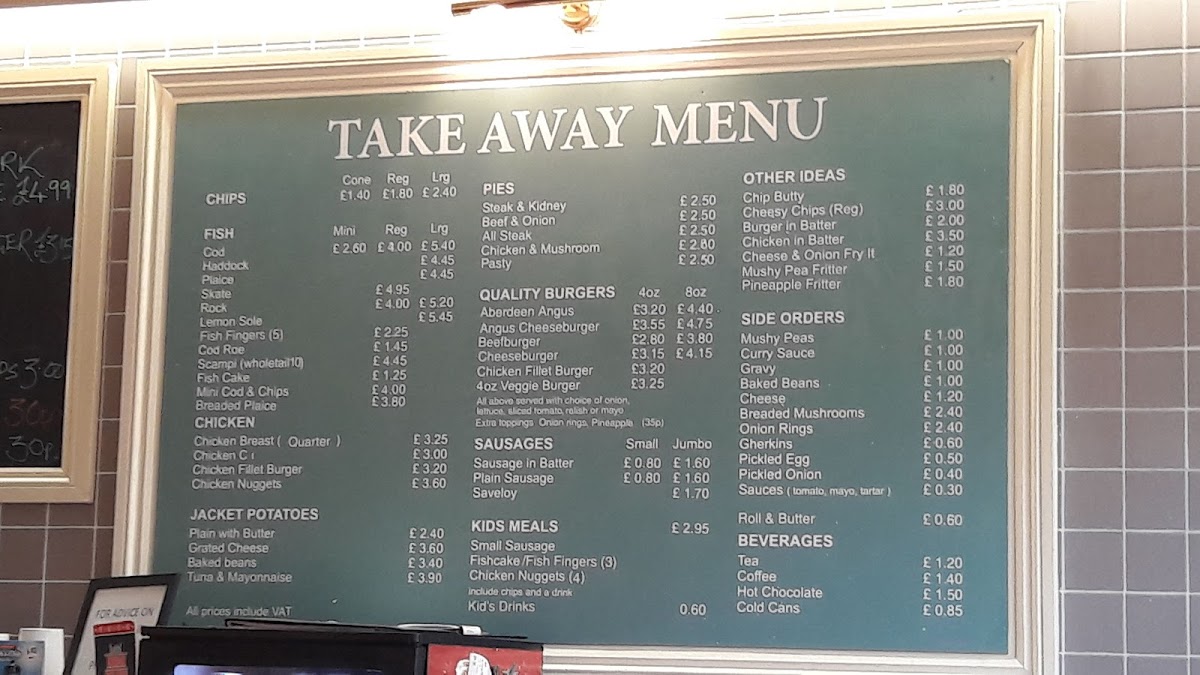 RK
£4.99
£3.15
3.00
30p
30p.
TAKE AWAY MENU
Cone Reg Lrg
CHIPS £1.40 £1.80 £2.40
FISH Mini Reg Lrg
Cod £2.60 £4.00 £5.40
Haddock £4.45
Plaice £4.45
Skate £4.95
Rock £4.00 £5.20
Lemon Sole £5.45
Fish Fingers (5) £2.25
Cod Roe £1.45
Scampi (wholetail10) £4.45
Fish Cake £1.25
Mini Cod & Chips £4.00
Breaded Plaice £3.80
CHICKEN
Chicken Breast ( Quarter ) £3.25
Chicken £3.00
Chicken Fillet Burger £3.20
Chicken Nuggets £3.60
JACKET POTATOES
Plain with Butter £2.40
Grated Cheese £3.60
Baked beans £3.40
Tuna & Mayonnaise £3.90
All prices include VAT
PIES
Steak & Kidney £2.50
Beef & Onion £2.50
All Steak £2.50
Chicken & Mushroom £2.80
Pasty £2.50
QUALITY BURGERS 4oz 8oz
Aberdeen Angus £3.20 £4.40
Angus Cheeseburger £3.55 £4.75
Beefburger £2.80 £3.80
Cheeseburger £3.15 £4.15
Chicken Fillet Burger £3.20
4oz Veggie Burger £3.25
All above served with choice of onion,
lettuce, sliced tomato, relish or mayo
Extra toppings Onion rings, Pineapple (35p)
SAUSAGES Small Jumbo
Sausage in Batter £0.80 £1.60
Plain Sausage £0.80 £1.60
Saveloy £1.70
KIDS MEALS £2.95
Small Sausage
Fishcake/Fish Fingers (3)
Chicken Nuggets (4)
include chips and a drink
Kid's Drinks 0.60
OTHER IDEAS
Chip Butty £1.80
Cheesy Chips (Reg) £3.00
Burger in Batter £2.00
Chicken in Batter £3.50
Cheese & Onion Fry It £1.20
Mushy Pea Fritter £1.50
Pineapple Fritter £1.80
SIDE ORDERS
Mushy Peas £1.00
Curry Sauce £1.00
Gravy £1.00
Baked Beans £1.00
Cheese £1.20
Breaded Mushrooms £2.40
Onion Rings £2.40
Gherkins £0.60
Pickled Egg £0.50
Pickled Onion £0.40
Sauces ( tomato, mayo, tartar ) £0.30
Roll & Butter £0.60
BEVERAGES
Tea £1.20
Coffee £1.40
Hot Chocolate £1.50
Cold Cans £0.85
FOR ADVICE ON